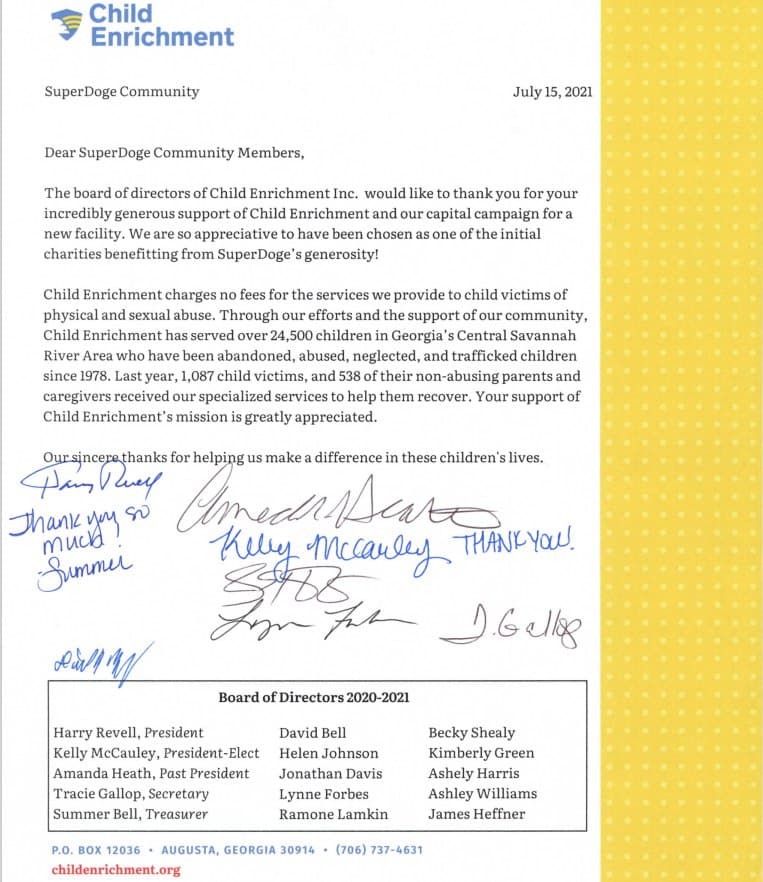 Child
Enrichment
SuperDoge Community
July 15, 2021
Dear SuperDoge Community Members,
The board of directors of Child Enrichment Inc. would like to thank you for your
incredibly generous support of Child Enrichment and our capital campaign for a
new facility. We are so appreciative to have been chosen as one of the initial
charities benefitting from SuperDoge's generosity!
Child Enrichment charges no fees for the services we provide to child victims of
physical and sexual abuse. Through our efforts and the support of our community,
Child Enrichment has served over 24,500 children in Georgia's Central Savannah
River Area who have been abandoned, abused, neglected, and trafficked children
since 1978. Last year, 1,087 child victims, and 538 of their non-abusing parents and
caregivers received our specialized services to help them recover. Your support of
Child Enrichment's mission is greatly appreciated.
Our sincere thanks for helping us make a difference in these children's lives.
Thank you so
much!
-Summer
Kelly McCauley THANK YOU!
Board of Directors 2020-2021
Harry Revell, President
David Bell
Becky Shealy
Kelly McCauley, President-Elect
Helen Johnson
Kimberly Green
Amanda Heath, Past President
Jonathan Davis
Ashely Harris
Tracie Gallop, Secretary
Lynne Forbes
Ashley Williams
Summer Bell, Treasurer
Ramone Lamkin
James Heffner
P.O. BOX 12036 • AUGUSTA, GEORGIA 30914 • (706) 737-4631
childenrichment.org